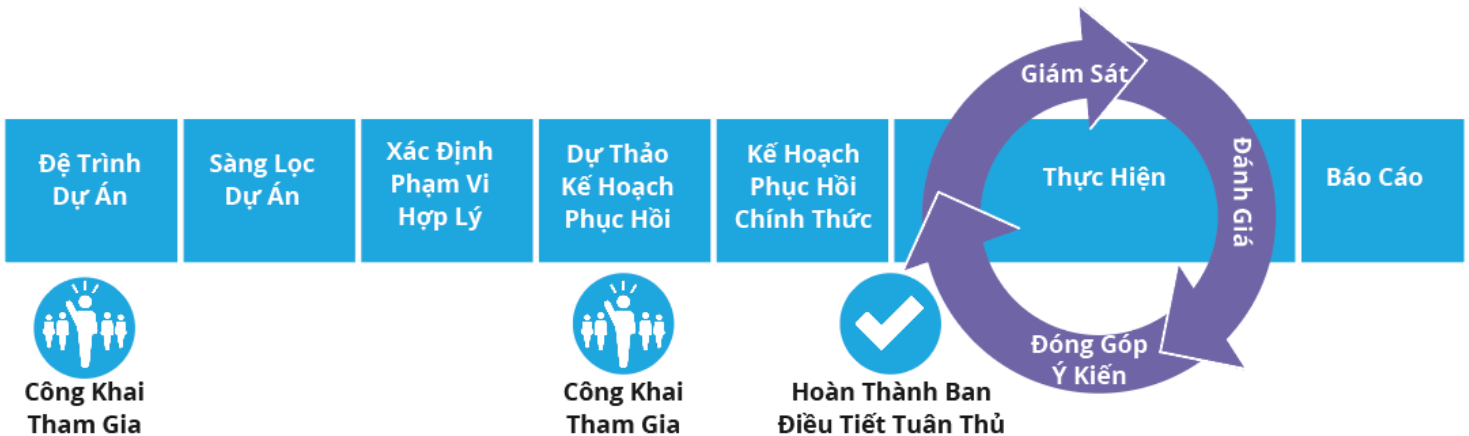 Giám Sát
Đệ Trình
Dự Án
Sàng Lọc
Dự Án
Xác Định
Phạm Vi
Hợp Lý
Dự Thảo
Kế Hoạch
Phục Hồi
Kế Hoạch
Phục Hồi
Chính Thức
Thực Hiện
Đánh Giá
Báo Cáo
Đóng Góp
Ý Kiến
Công Khai
Tham Gia
Công Khai
Tham Gia
Hoàn Thành Ban
Điều Tiết Tuân Thủ